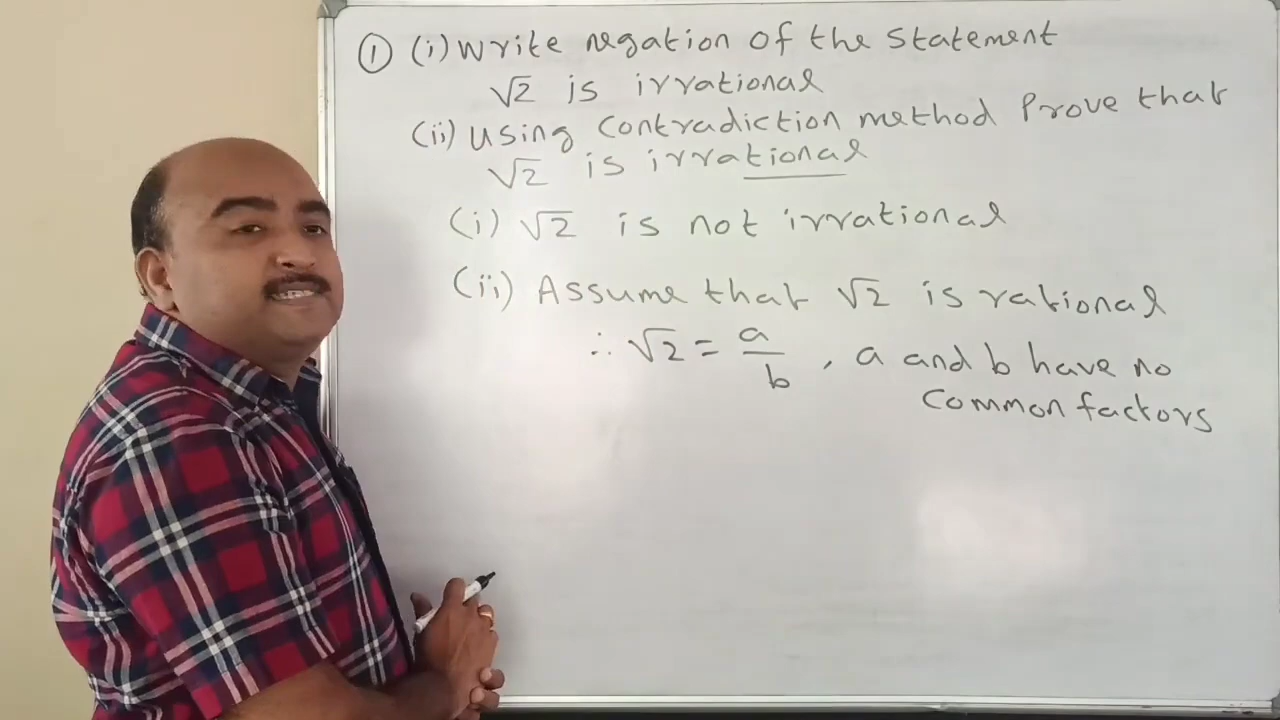 ① (i) Write negation of the statement
√2 is irrational
(ii) Using Contradiction method Prove that
√2 is irrational
(i) √2 is not irrational
(ii) Assume that √2 is rational
∴ √2 = a/b , a and b have no
Common factors